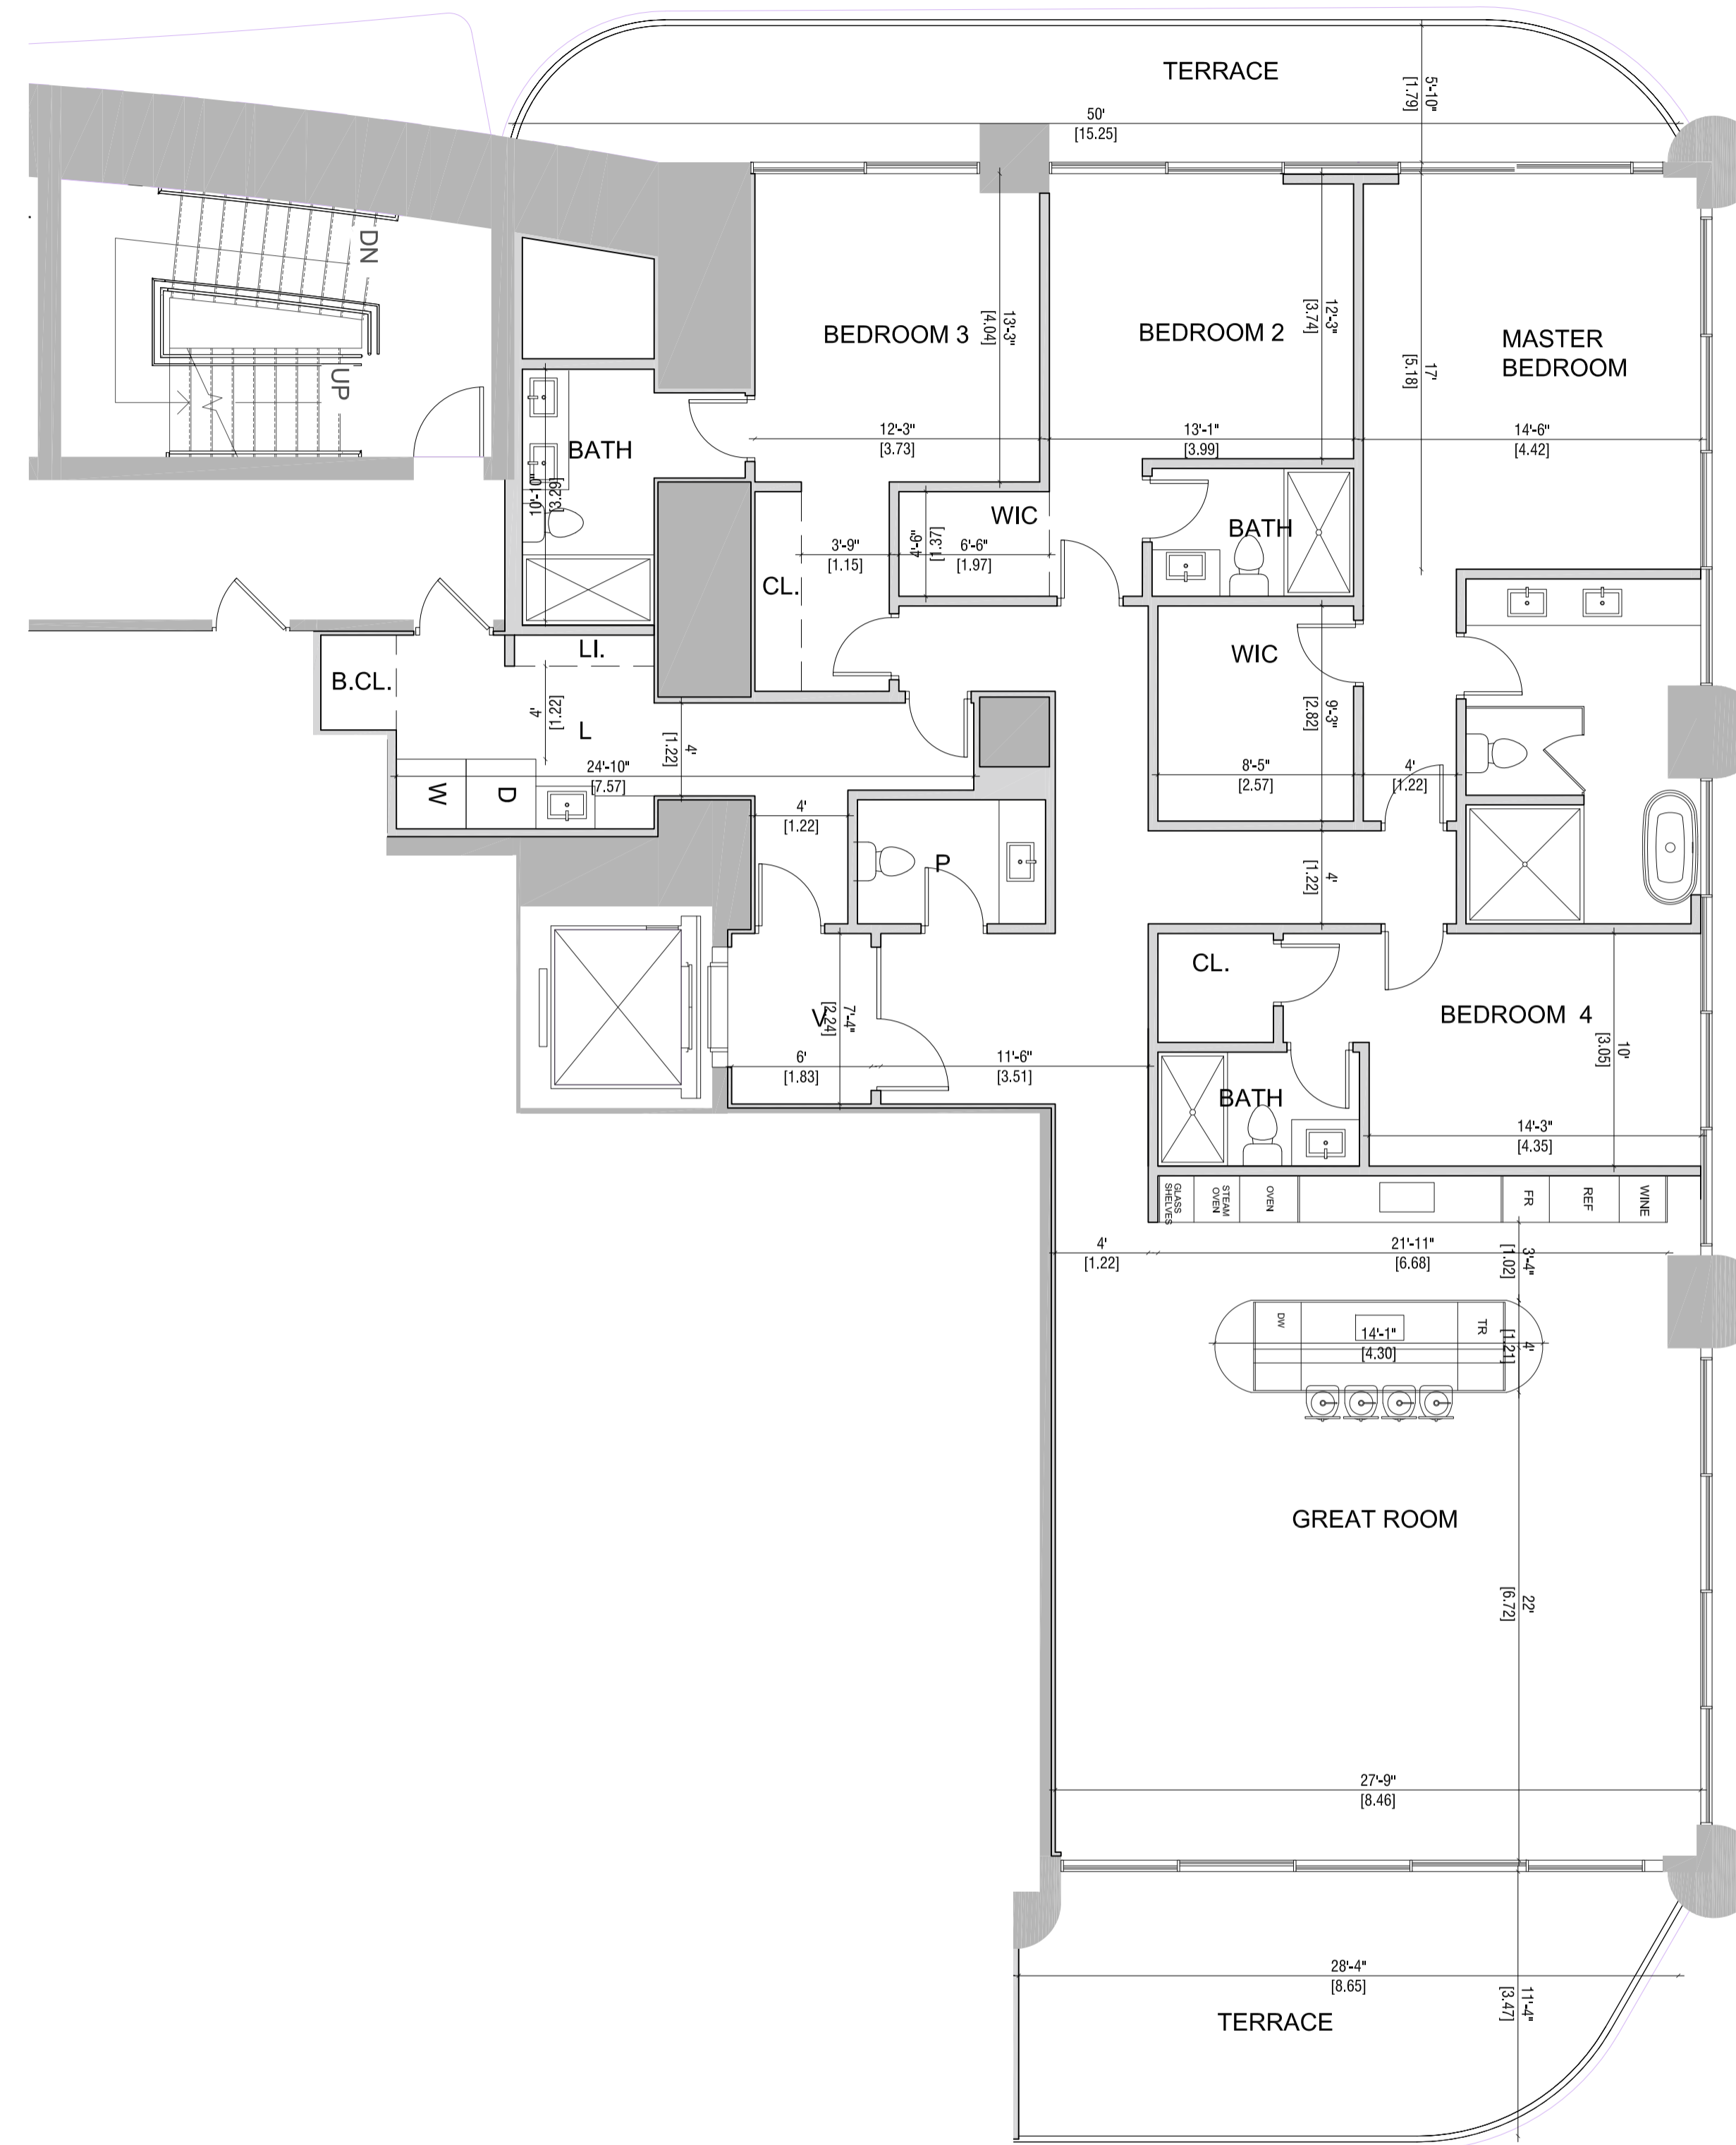 TERRACE
5'-10"
[1.79]
50'
[15.25]
DN
UP
BEDROOM 3
13'-3"
[4.04]
BEDROOM 2
12'-3"
[3.74]
MASTER
BEDROOM
17'
[5.18]
12'-3"
[3.73]
13'-1"
[3.99]
14'-6"
[4.42]
BATH
10'-10"
[3.29]
WIC
4'-6"
[1.37]
6'-6"
[1.97]
3'-9"
[1.15]
CL.
BATH
LI.
B.CL.
4'
[1.22]
L
4'
[1.22]
24'-10"
[7.57]
W
D
WIC
9'-3"
[2.82]
8'-5"
[2.57]
4'
[1.22]
4'
[1.22]
P
4'
[1.22]
V
7'-4"
[2.24]
6'
[1.83]
11'-6"
[3.51]
CL.
BEDROOM 4
10'
[3.05]
BATH
14'-3"
[4.35]
GLASS
SHELVES
STEAM
OVEN
OVEN
FR
REF
WINE
4'
[1.22]
21'-11"
[6.68]
3'-4"
[1.02]
DW
TR
14'-1"
[4.30]
4'
[1.21]
GREAT ROOM
22'
[6.72]
27'-9"
[8.46]
28'-4"
[8.65]
11'-4"
[3.47]
TERRACE